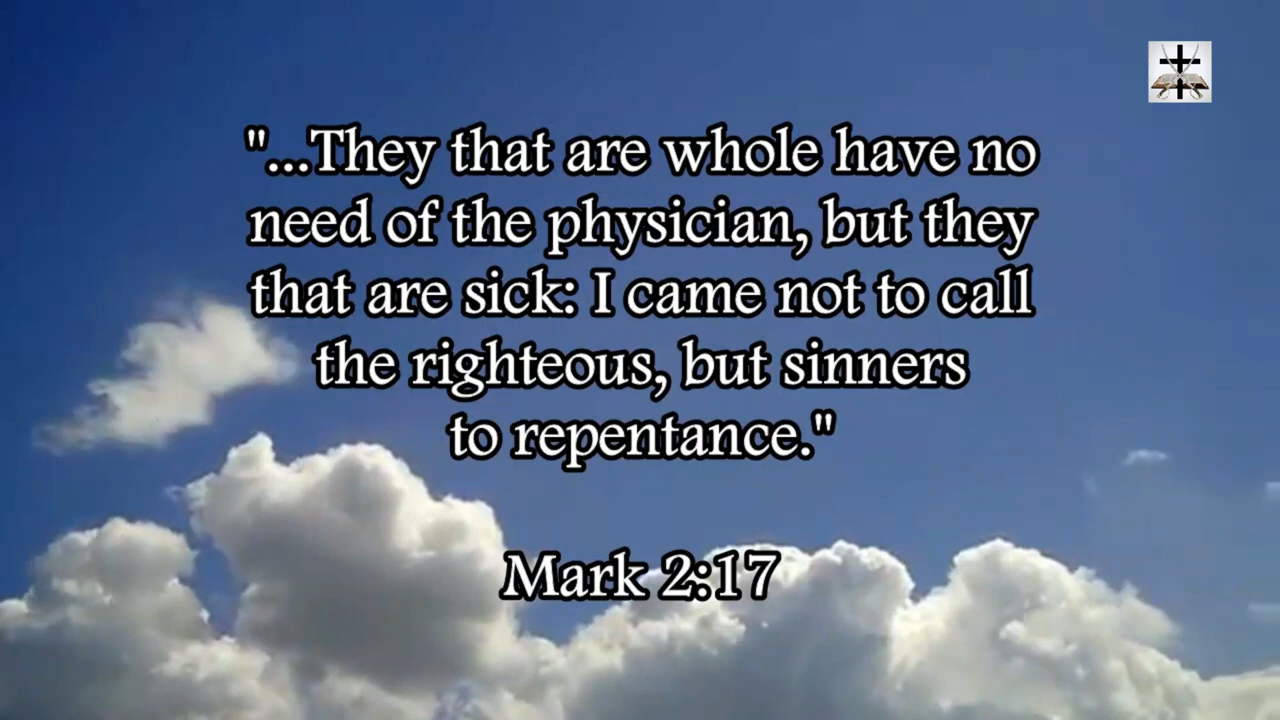 "...They that are whole have no
need of the physician, but they
that are sick: I came not to call
the righteous, but sinners
to repentance."
Mark 2:17